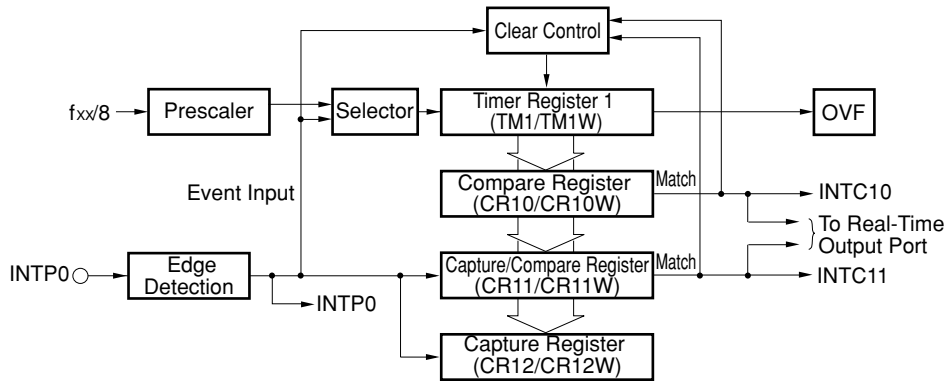 Clear Control
fxx/8
Prescaler
Selector
Timer Register 1
(TM1/TM1W)
OVF
Event Input
Compare Register
(CR10/CR10W)
Match
INTC10
To Real-Time
Output Port
INTP0
Edge
Detection
INTP0
Capture/Compare Register
(CR11/CR11W)
Match
INTC11
Capture Register
(CR12/CR12W)